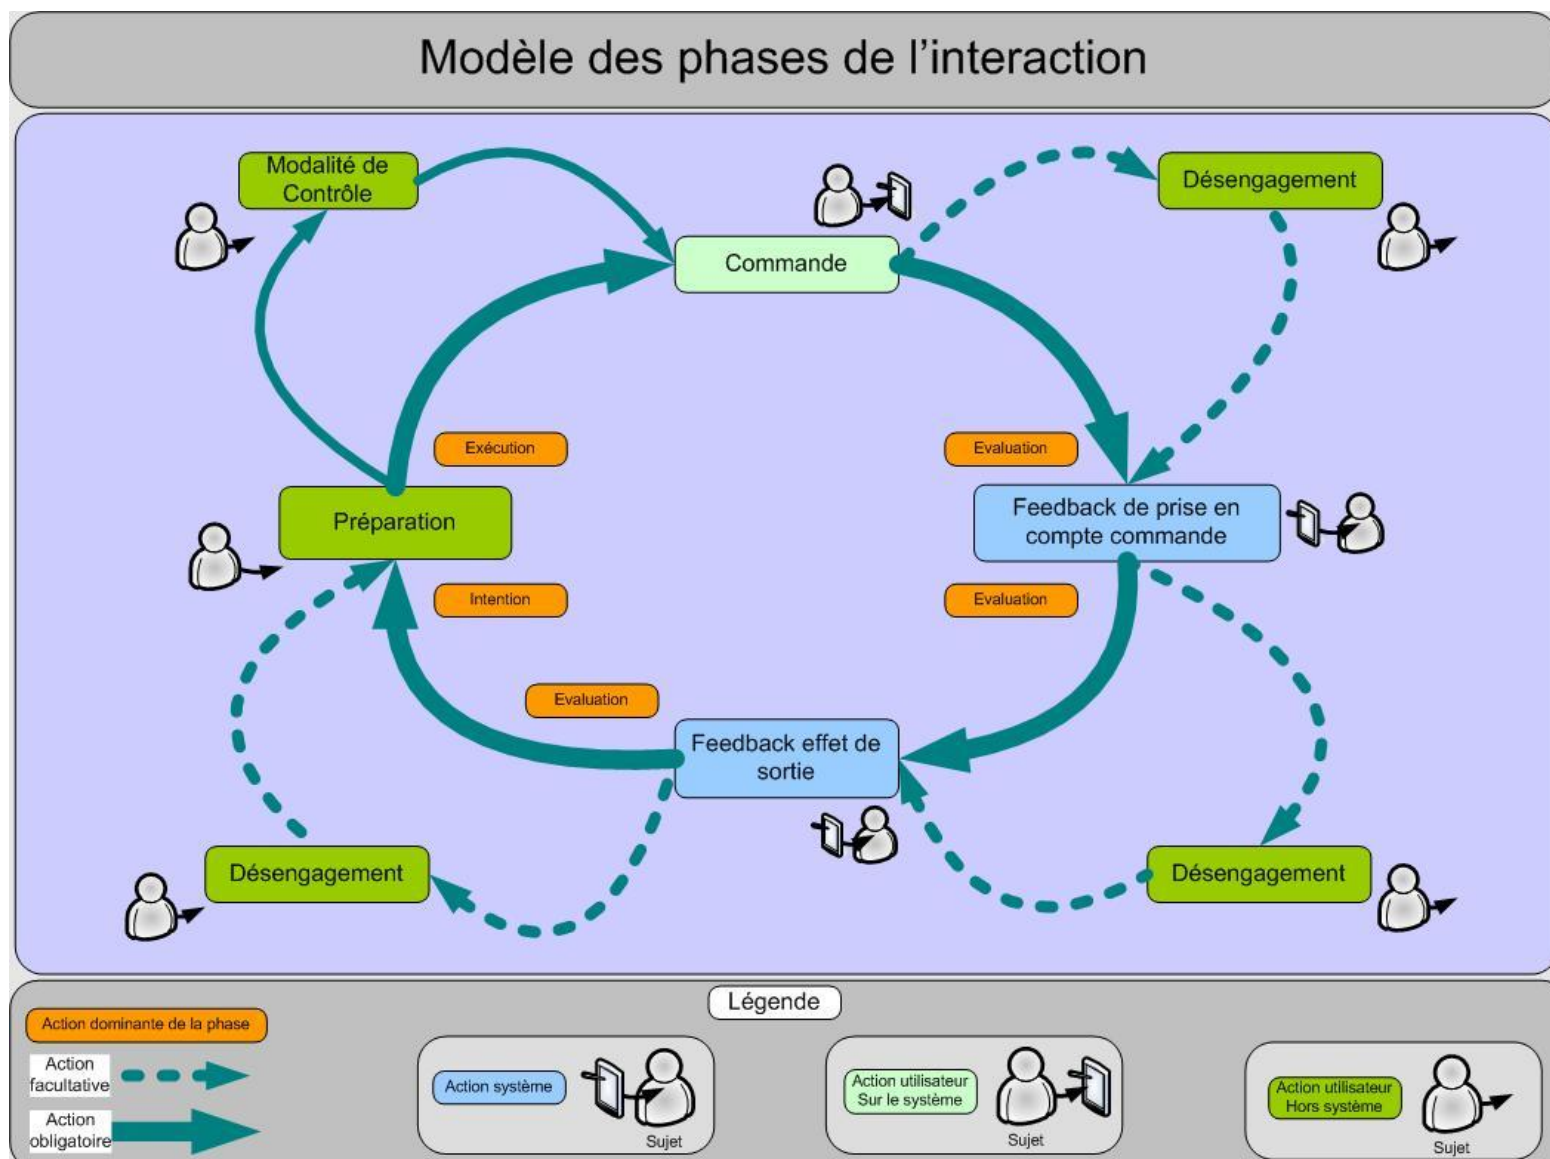 Modèle des phases de l'interaction
Modalité de
Contrôle
Désengagement
Commande
Exécution
Evaluation
Préparation
Feedback de prise en
compte commande
Intention
Evaluation
Evaluation
Feedback effet de
sortie
Désengagement
Désengagement
Légende
Action dominante de la phase
Action
facultative
Action
obligatoire
Action système
Sujet
Action utilisateur
Sur le système
Sujet
Action utilisateur
Hors système
Sujet